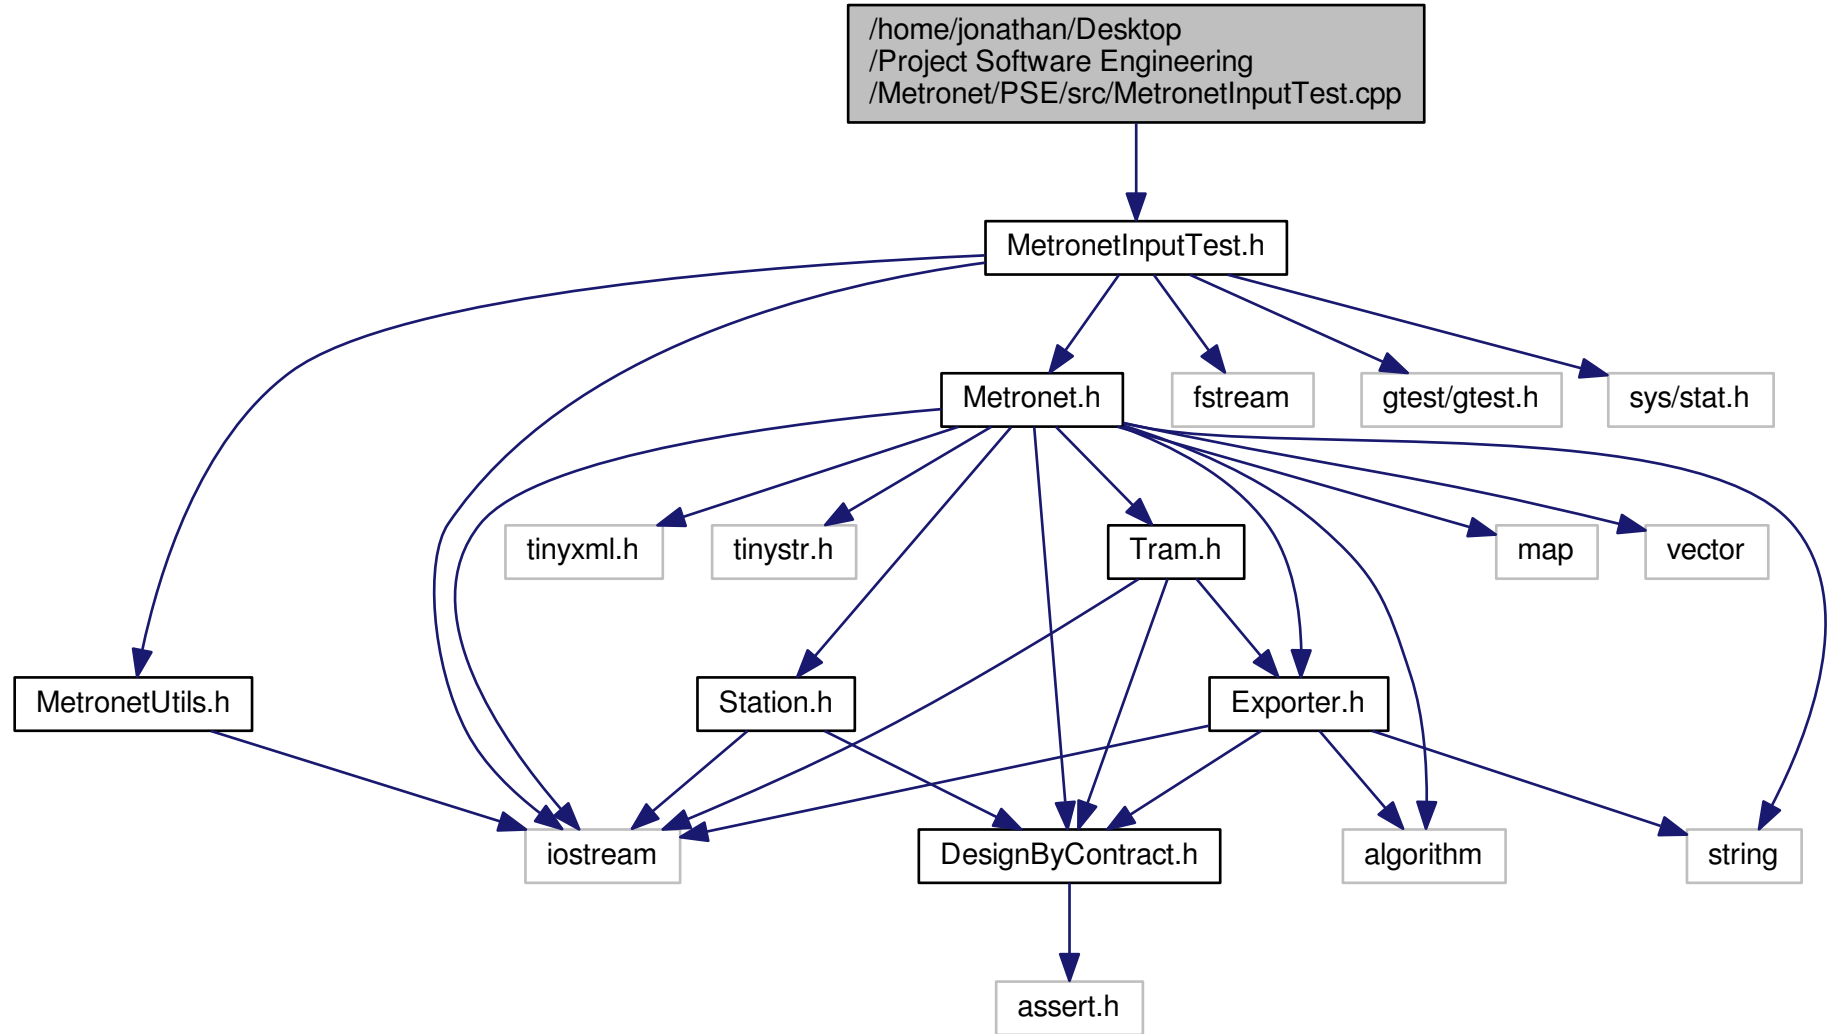 /home/jonathan/Desktop
/Project Software Engineering
/Metronet/PSE/src/MetronetInputTest.cpp
MetronetInputTest.h
Metronet.h
fstream
gtest/gtest.h
sys/stat.h
tinyxml.h
tinystr.h
Tram.h
map
vector
MetronetUtils.h
Station.h
Exporter.h
iostream
DesignByContract.h
algorithm
string
assert.h